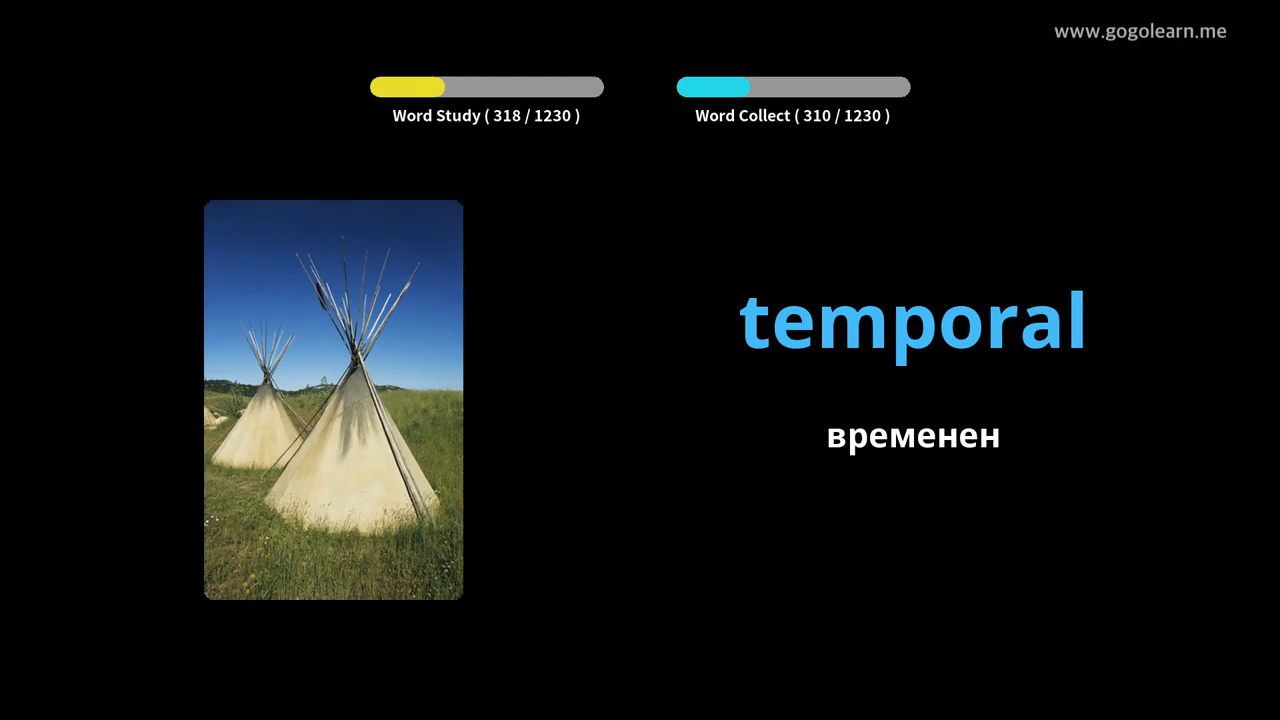 www.gogolearn.me
Word Study ( 318 / 1230 )
Word Collect ( 310 / 1230 )
temporal
временен